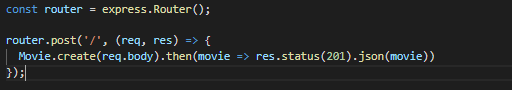 const router = express.Router();
router.post('/', (req, res) => {
Movie.create(req.body).then(movie => res.status(201).json(movie))
});